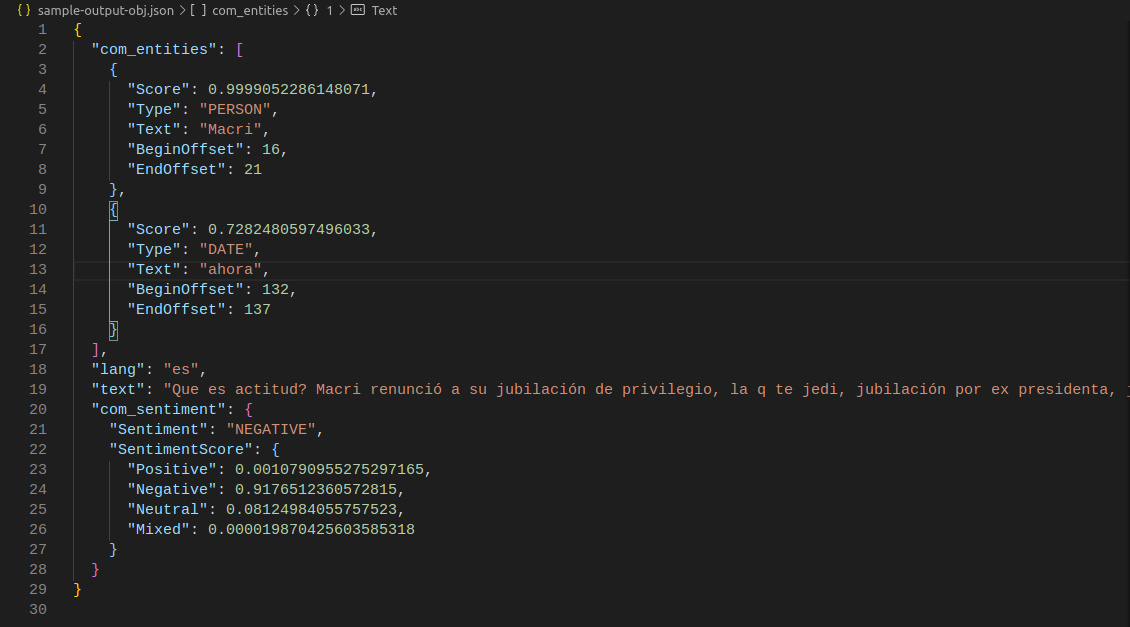 {} sample-output-obj.json > [ ] com_entities > {} 1 > abc Text
1 {
2 "com_entities": [
3 {
4 "Score": 0.9999052286148071,
5 "Type": "PERSON",
6 "Text": "Macri",
7 "BeginOffset": 16,
8 "EndOffset": 21
9 },
10 {
11 "Score": 0.7282480597496033,
12 "Type": "DATE",
13 "Text": "ahora",
14 "BeginOffset": 132,
15 "EndOffset": 137
16 }
17 ],
18 "lang": "es",
19 "text": "Que es actitud? Macri renunció a su jubilación de privilegio, la q te jedi, jubilación por ex presidenta,
20 "com_sentiment": {
21 "Sentiment": "NEGATIVE",
22 "SentimentScore": {
23 "Positive": 0.0010790955275297165,
24 "Negative": 0.9176512360572815,
25 "Neutral": 0.08124984055757523,
26 "Mixed": 0.000019870425603585318
27 }
28 }
29 }
30